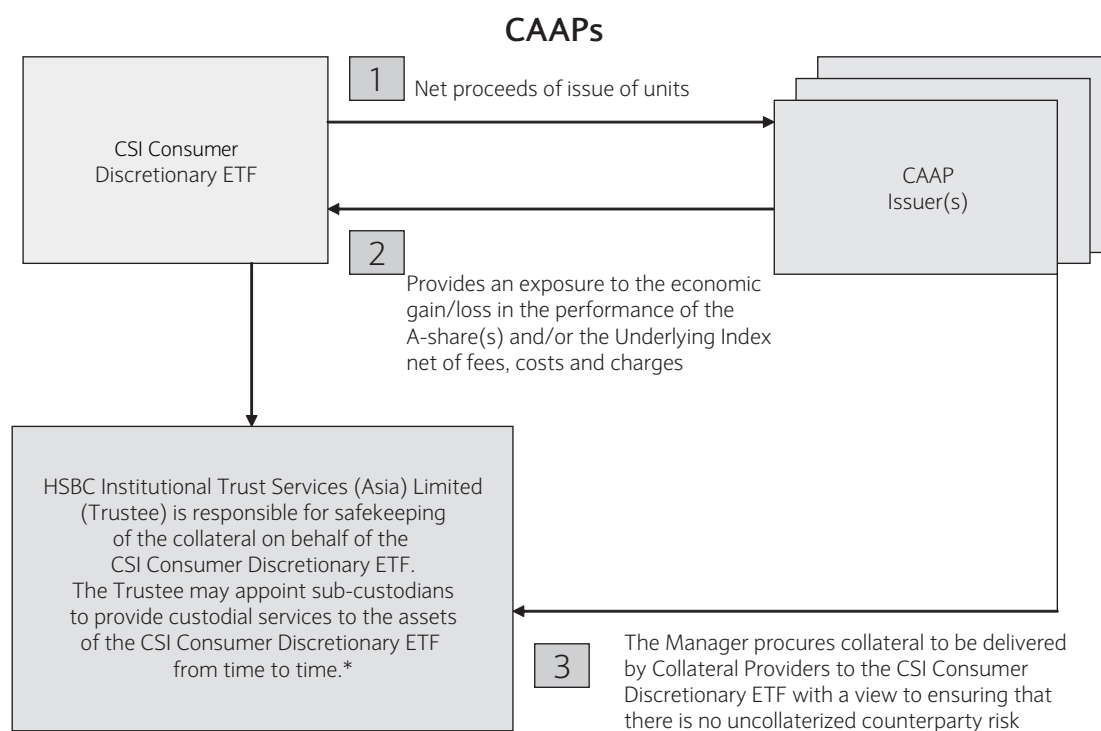 CAAPs
1
Net proceeds of issue of units
CSI Consumer
Discretionary ETF
CAAP
Issuer(s)
2
Provides an exposure to the economic
gain/loss in the performance of the
A-share(s) and/or the Underlying Index
net of fees, costs and charges
HSBC Institutional Trust Services (Asia) Limited
(Trustee) is responsible for safekeeping
of the collateral on behalf of the
CSI Consumer Discretionary ETF.
The Trustee may appoint sub-custodians
to provide custodial services to the assets
of the CSI Consumer Discretionary ETF
from time to time.*
3
The Manager procures collateral to be delivered
by Collateral Providers to the CSI Consumer
Discretionary ETF with a view to ensuring that
there is no uncollaterized counterparty risk